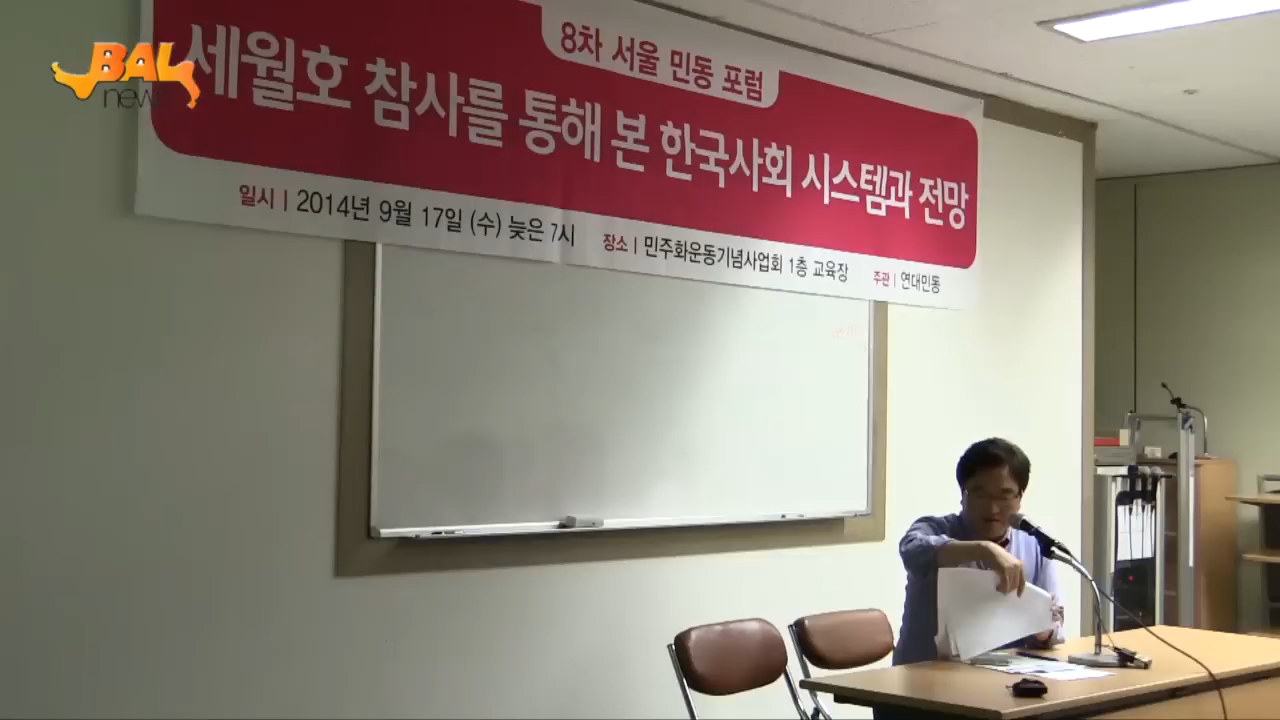 BAL
news
8차 서울 민동 포럼
세월호 참사를 통해 본 한국사회 시스템과 전망
일시 | 2014년 9월 17일 (수) 늦은 7시 장소 | 민주화운동기념사업회 1층 교육장 주관 | 연대민동